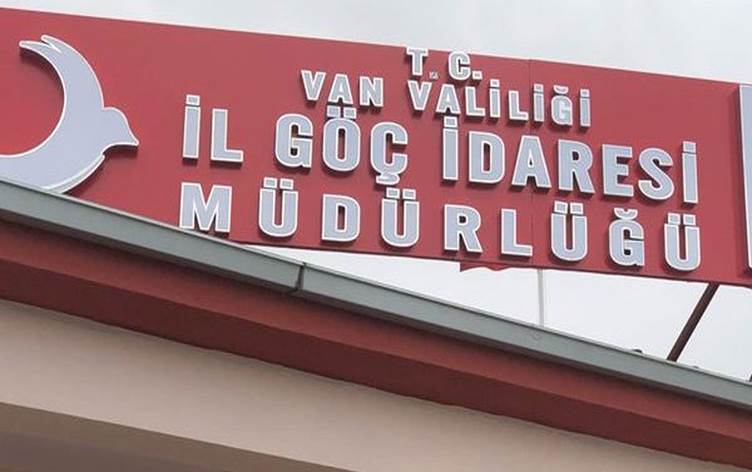 T.C.
VAN VALİLİĞİ
İL GÖÇ İDARESİ
MÜDÜRLÜĞÜ